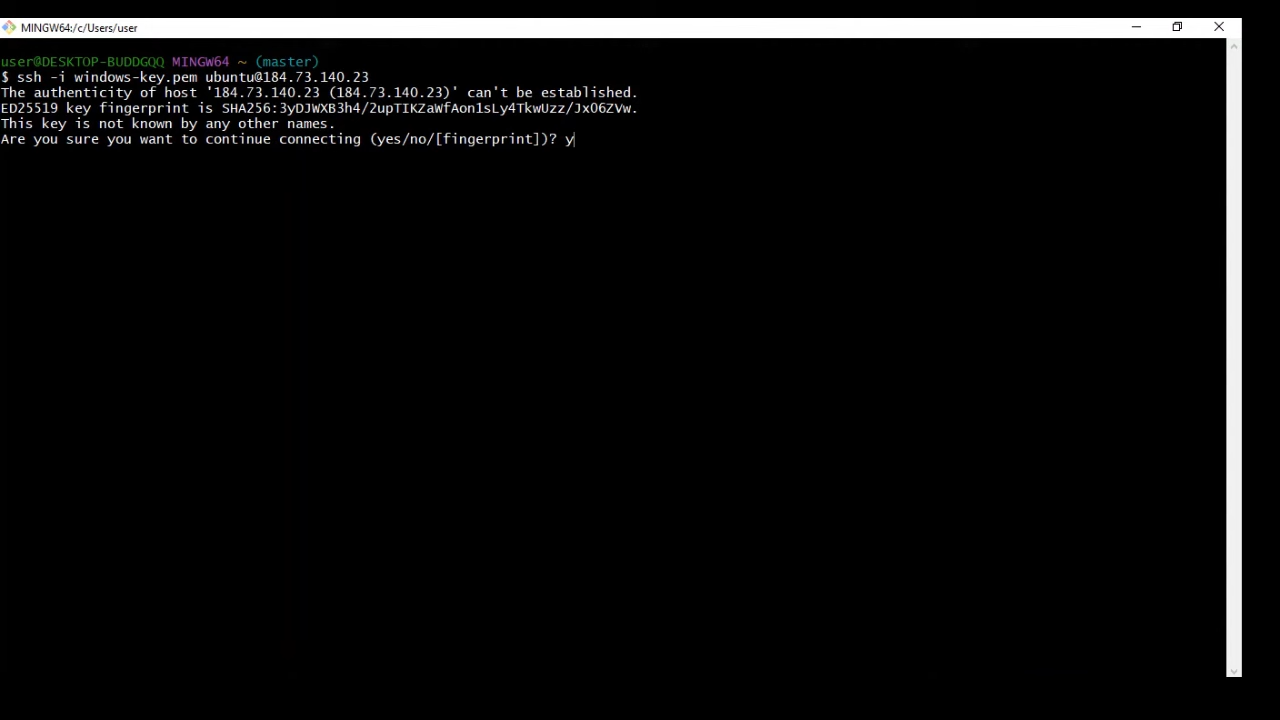 MINGW64:/c/Users/user
user@DESKTOP-BUDDGQQ MINGW64 ~ (master)
$ ssh -i windows-key.pem ubuntu@184.73.140.23
The authenticity of host '184.73.140.23 (184.73.140.23)' can't be established.
ED25519 key fingerprint is SHA256:3yDJWXB3h4/2upTIKZaWfAon1sLy4TkwUzz/Jx06ZVw.
This key is not known by any other names.
Are you sure you want to continue connecting (yes/no/[fingerprint])? y